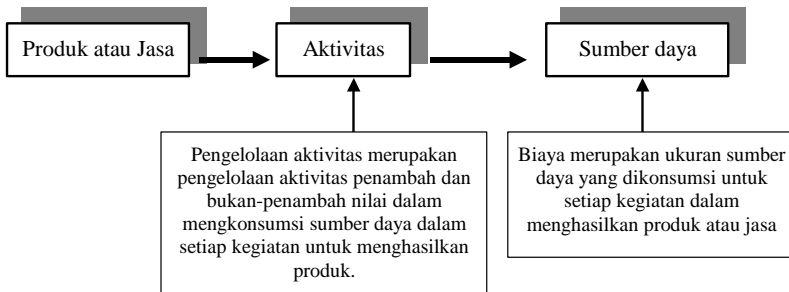 Produk atau Jasa
Aktivitas
Sumber daya
Pengelolaan aktivitas merupakan
pengelolaan aktivitas penambah dan
bukan-penambah nilai dalam
mengkonsumsi sumber daya dalam
setiap kegiatan untuk menghasilkan
produk.
Biaya merupakan ukuran sumber
daya yang dikonsumsi untuk
setiap kegiatan dalam
menghasilkan produk atau jasa